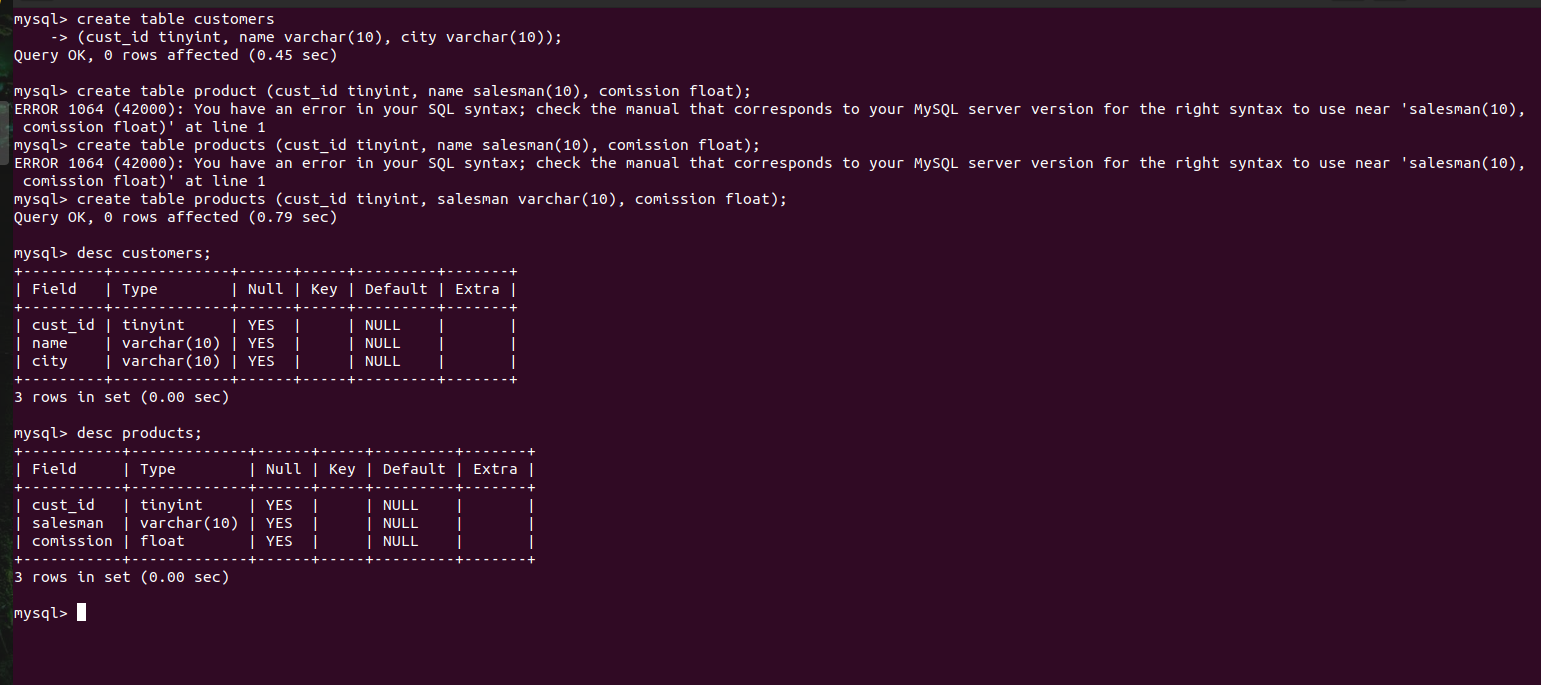 mysql> create table customers
    -> (cust_id tinyint, name varchar(10), city varchar(10));
Query OK, 0 rows affected (0.45 sec)

mysql> create table product (cust_id tinyint, name salesman(10), comission float);
ERROR 1064 (42000): You have an error in your SQL syntax; check the manual that corresponds to your MySQL server version for the right syntax to use near 'salesman(10),
 comission float)' at line 1
mysql> create table products (cust_id tinyint, name salesman(10), comission float);
ERROR 1064 (42000): You have an error in your SQL syntax; check the manual that corresponds to your MySQL server version for the right syntax to use near 'salesman(10),
 comission float)' at line 1
mysql> create table products (cust_id tinyint, salesman varchar(10), comission float);
Query OK, 0 rows affected (0.79 sec)

mysql> desc customers;
+---------+-------------+------+-----+---------+-------+
| Field   | Type        | Null | Key | Default | Extra |
+---------+-------------+------+-----+---------+-------+
| cust_id | tinyint     | YES  |     | NULL    |       |
| name    | varchar(10) | YES  |     | NULL    |       |
| city    | varchar(10) | YES  |     | NULL    |       |
+---------+-------------+------+-----+---------+-------+
3 rows in set (0.00 sec)

mysql> desc products;
+-----------+-------------+------+-----+---------+-------+
| Field     | Type        | Null | Key | Default | Extra |
+-----------+-------------+------+-----+---------+-------+
| cust_id   | tinyint     | YES  |     | NULL    |       |
| salesman  | varchar(10) | YES  |     | NULL    |       |
| comission | float       | YES  |     | NULL    |       |
+-----------+-------------+------+-----+---------+-------+
3 rows in set (0.00 sec)

mysql>